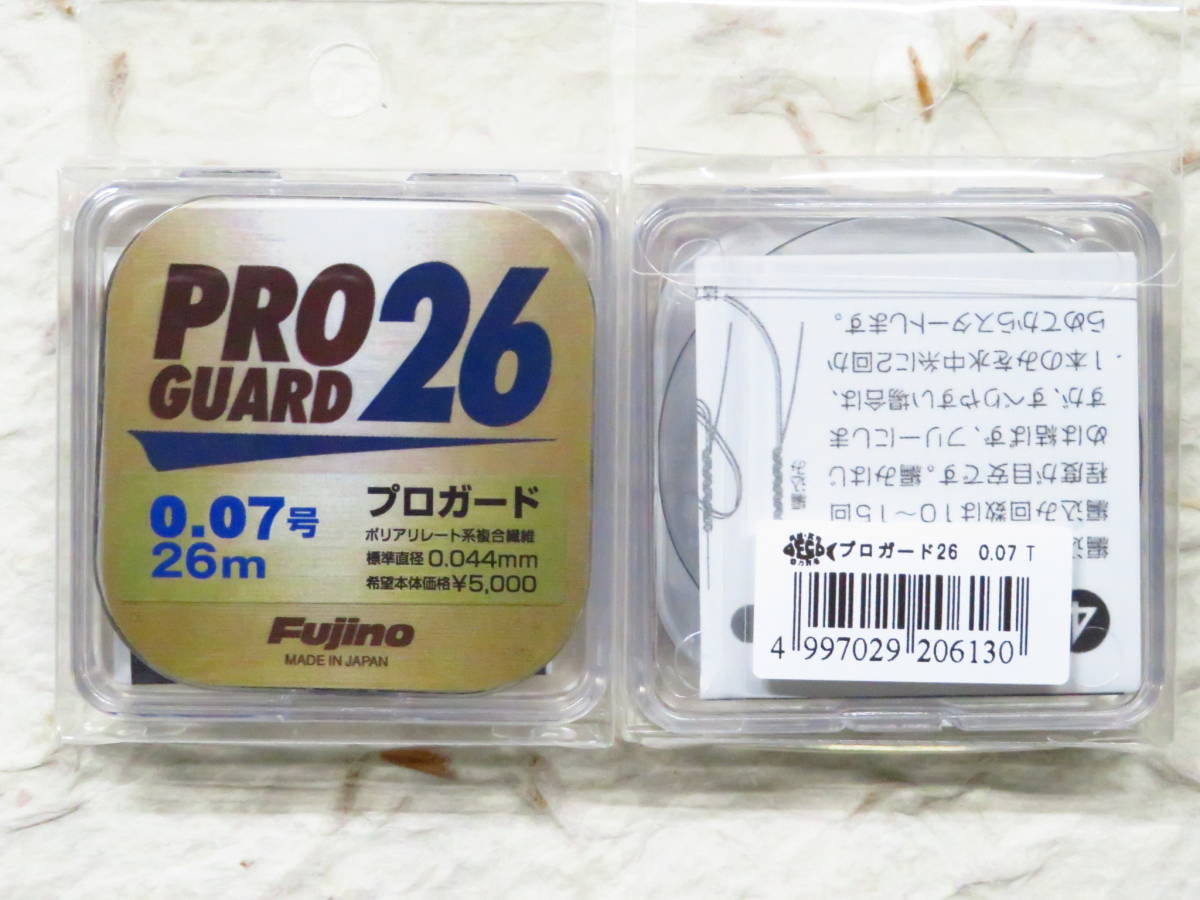 PRO
GUARD
26
0.07号
26m
プロガード
ポリアリレート系複合繊維
標準直径 0.044mm
希望本体価格¥5,000
Fujino
MADE IN JAPAN
編込み回数は10〜15回
程度が目安です。編みはじ
めは結ばず、フリーにしま
すが、すべりやすい場合は、
1本のみを水中糸に2回か
らめてからスタートします。
プロガード26 0.07 T
4 997029 206130
4